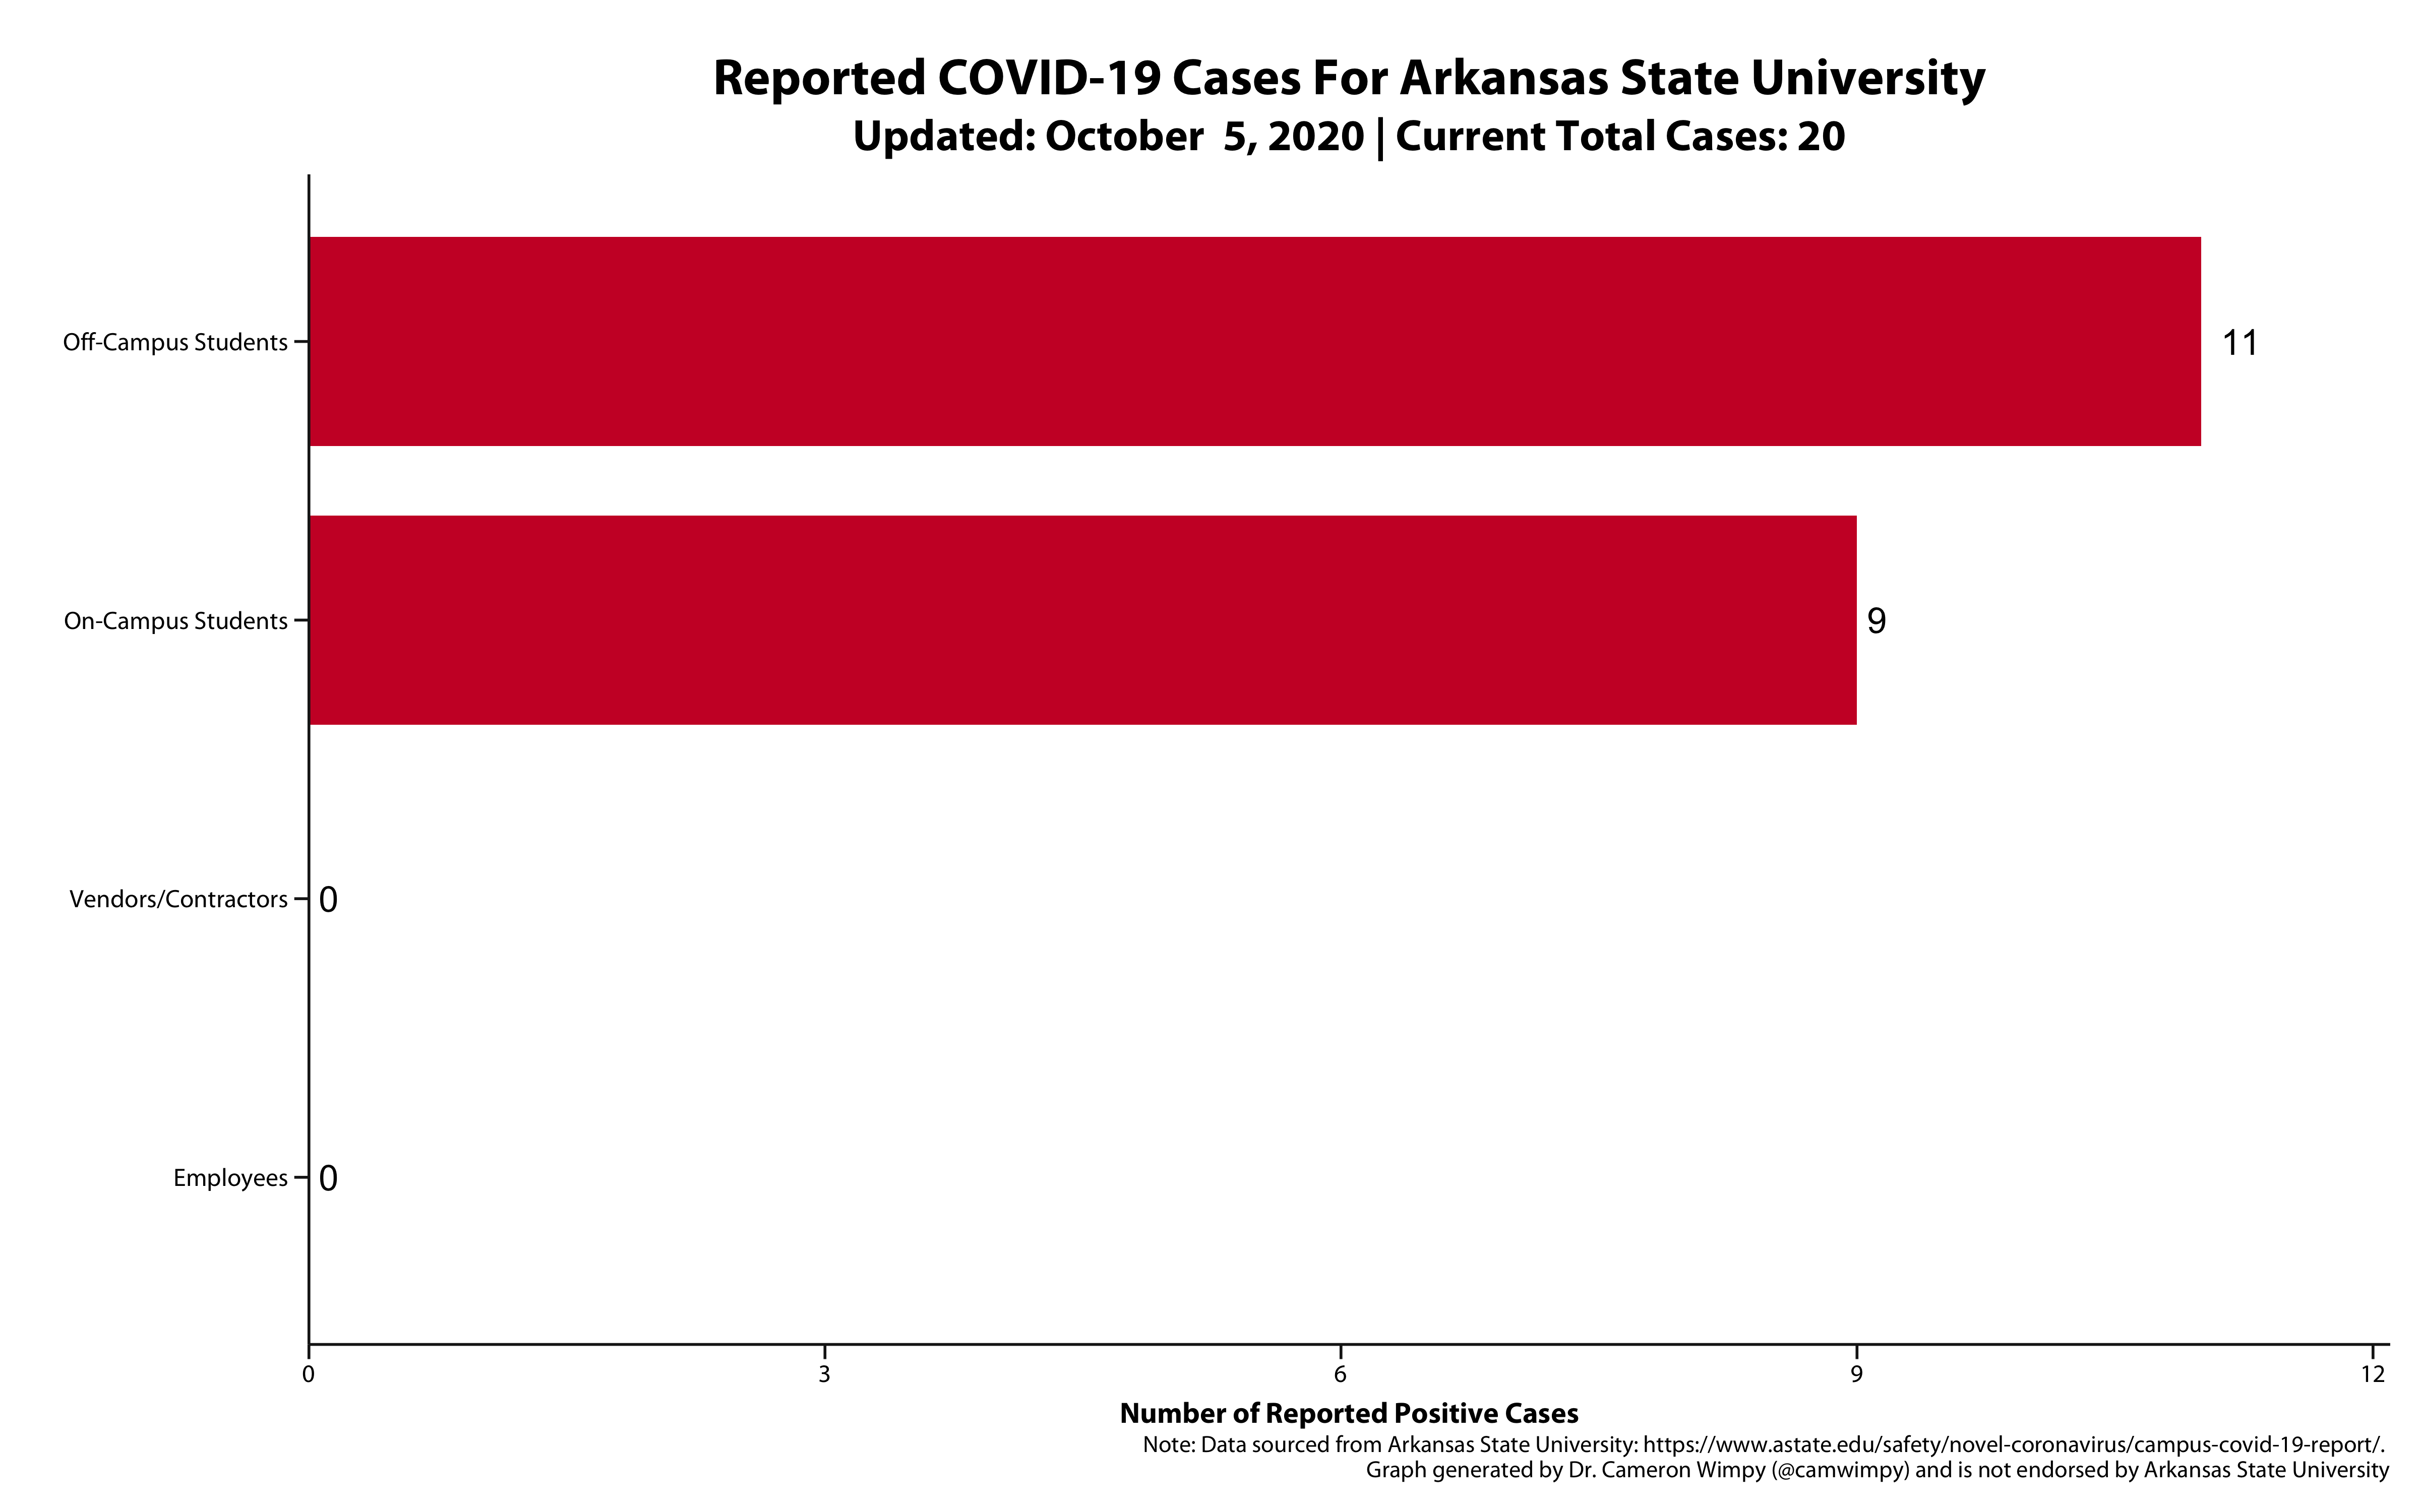 Reported COVID-19 Cases For Arkansas State University
Updated: October  5, 2020 | Current Total Cases: 20
Off-Campus Students
11
On-Campus Students
9
Vendors/Contractors
0
Employees
0
0
3
6
9
12
Number of Reported Positive Cases
Note: Data sourced from Arkansas State University: https://www.astate.edu/safety/novel-coronavirus/campus-covid-19-report/.
Graph generated by Dr. Cameron Wimpy (@camwimpy) and is not endorsed by Arkansas State University